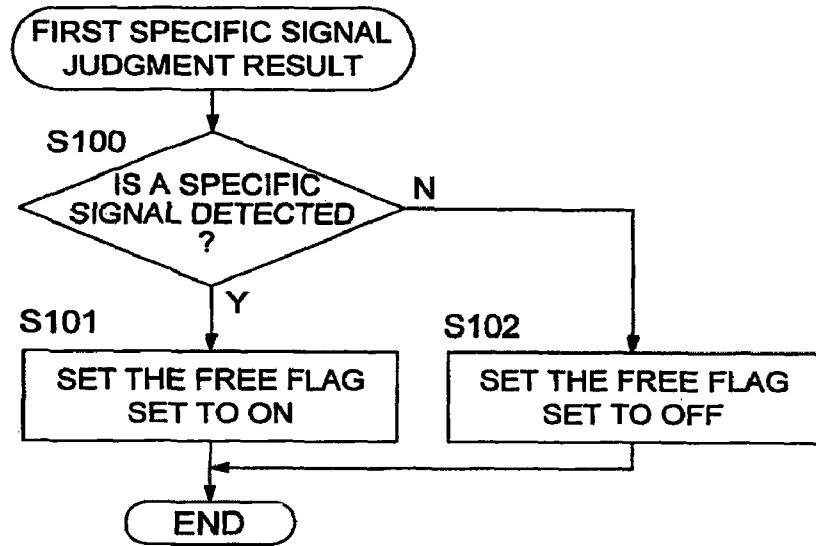 FIRST SPECIFIC SIGNAL
JUDGMENT RESULT
S100
IS A SPECIFIC
SIGNAL DETECTED
?
N
Y
S101
SET THE FREE FLAG
SET TO ON
S102
SET THE FREE FLAG
SET TO OFF
END